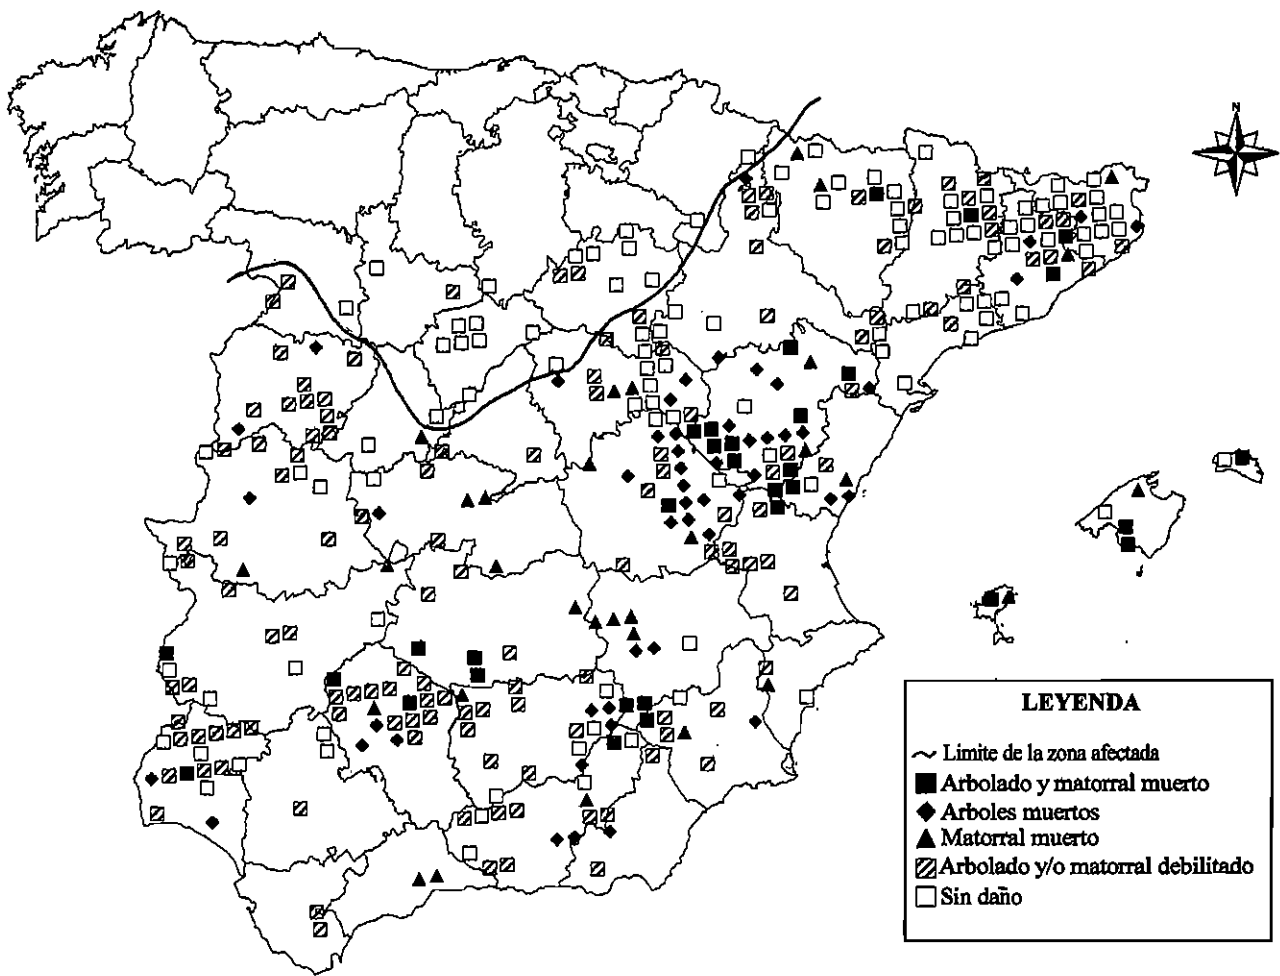 N
LEYENDA
Limite de la zona afectada
Arbolado y matorral muerto
Arboles muertos
Matorral muerto
Arbolado y/o matorral debilitado
Sin daño